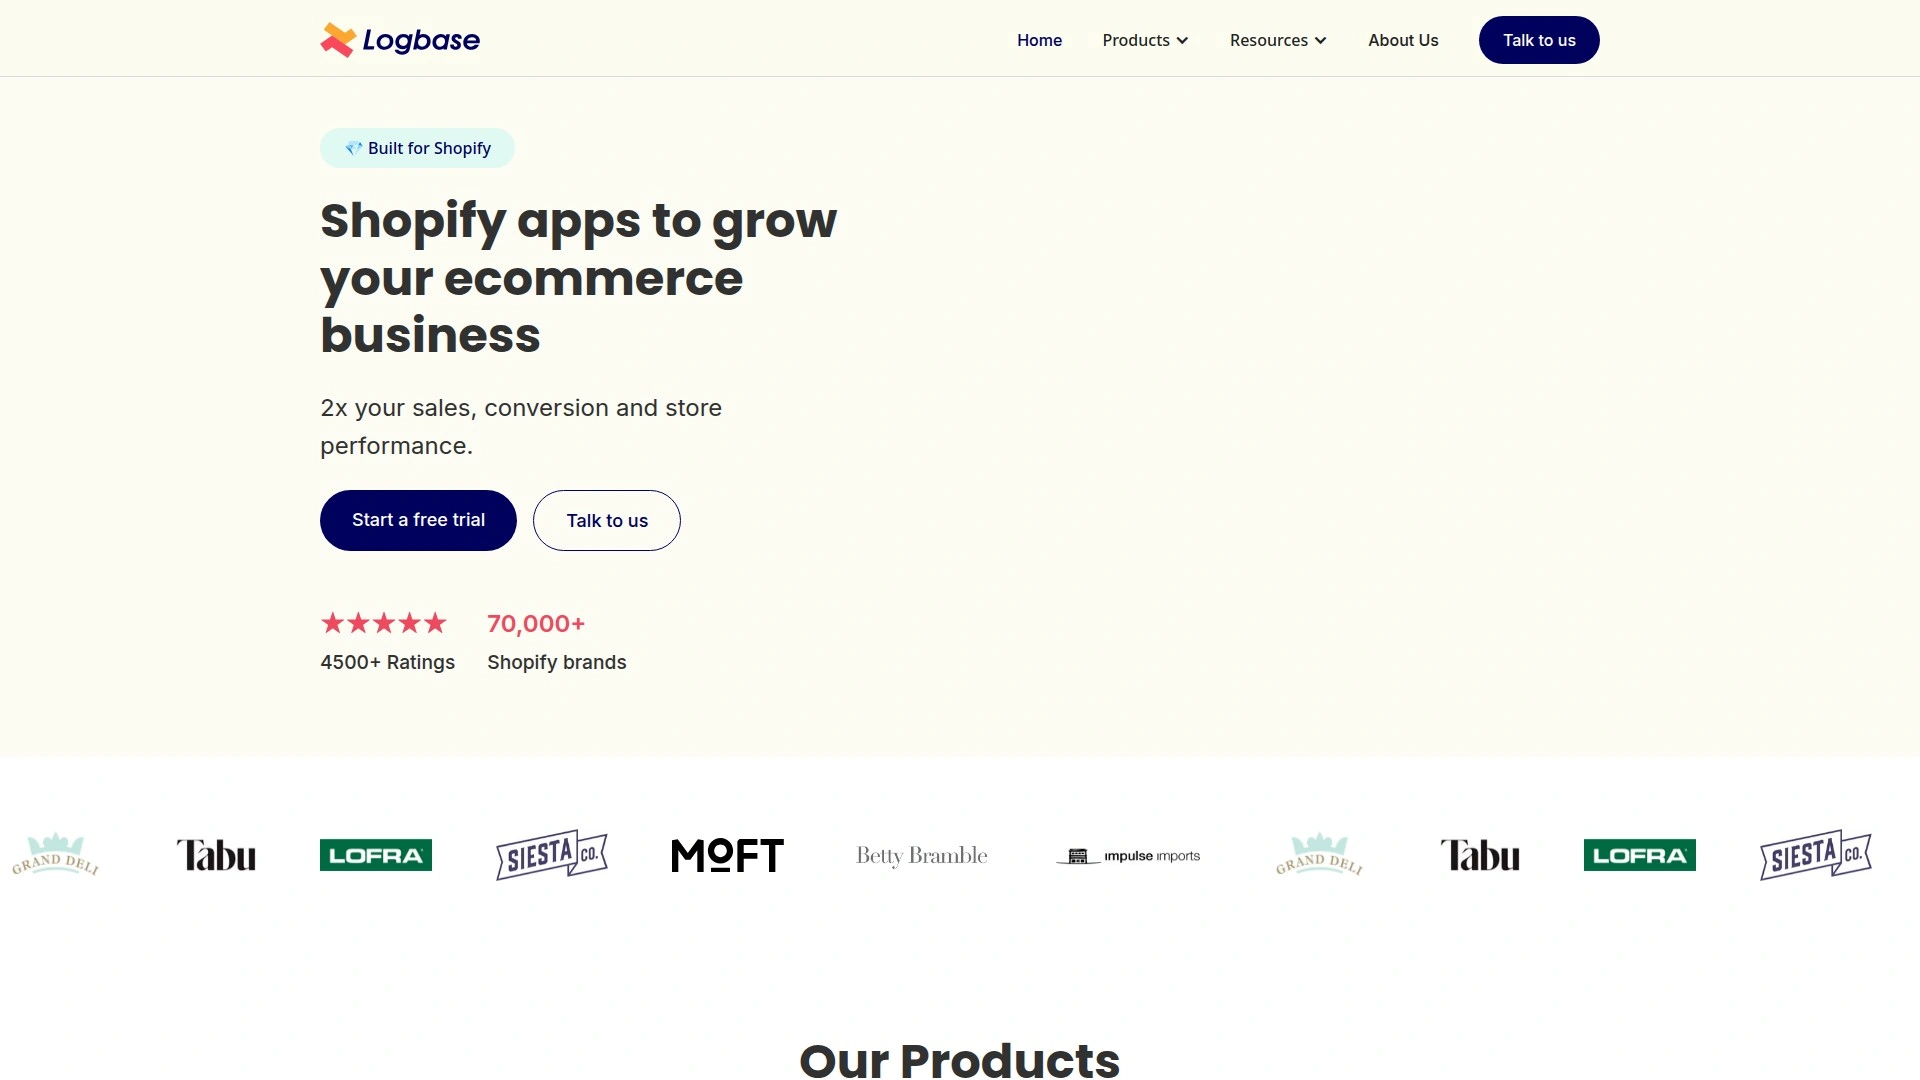 Logbase
Home
Products
Resources
About Us
Talk to us
💎 Built for Shopify
Shopify apps to grow
your ecommerce
business
2x your sales, conversion and store
performance.
Start a free trial
Talk to us
★★★★★
70,000+
4500+ Ratings
Shopify brands
GRAND DELI
Tabu
LOFRA
SIESTA CO.
MOFT
Betty Bramble
impulse imports
GRAND DELI
Tabu
LOFRA
SIESTA CO.
Our Products